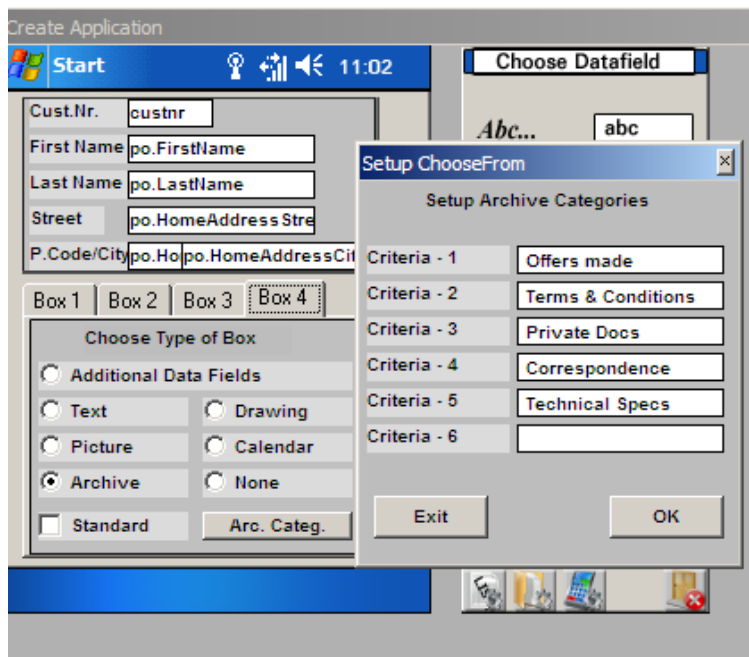 Create Application
Start 11:02
Choose Datafield
Abc... abc
Cust.Nr. custnr
First Name po.FirstName
Last Name po.LastName
Street po.HomeAddressStre
P.Code/City po.Ho po.HomeAddressCit
Box 1 Box 2 Box 3 Box 4
Choose Type of Box
Additional Data Fields
Text Drawing
Picture Calendar
Archive None
Standard Arc. Categ.
Setup ChooseFrom
Setup Archive Categories
Criteria - 1 Offers made
Criteria - 2 Terms & Conditions
Criteria - 3 Private Docs
Criteria - 4 Correspondence
Criteria - 5 Technical Specs
Criteria - 6
Exit OK